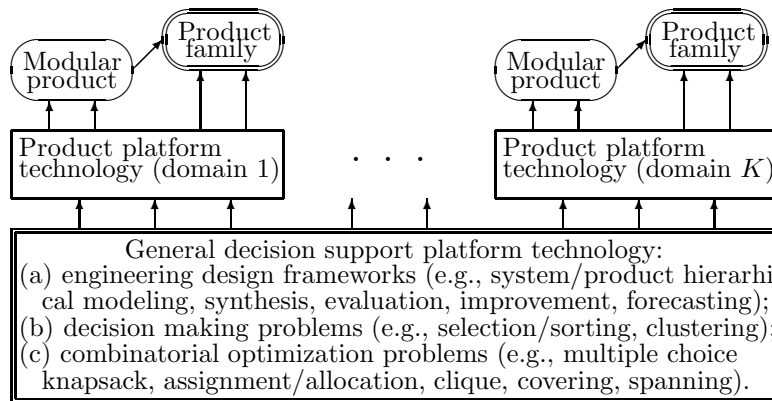 Modular
product
Product
family
Modular
product
Product
family
Product platform
technology (domain 1)
. . .
Product platform
technology (domain K)
General decision support platform technology:
(a) engineering design frameworks (e.g., system/product hierarhi
cal modeling, synthesis, evaluation, improvement, forecasting);
(b) decision making problems (e.g., selection/sorting, clustering);
(c) combinatorial optimization problems (e.g., multiple choice
knapsack, assignment/allocation, clique, covering, spanning).